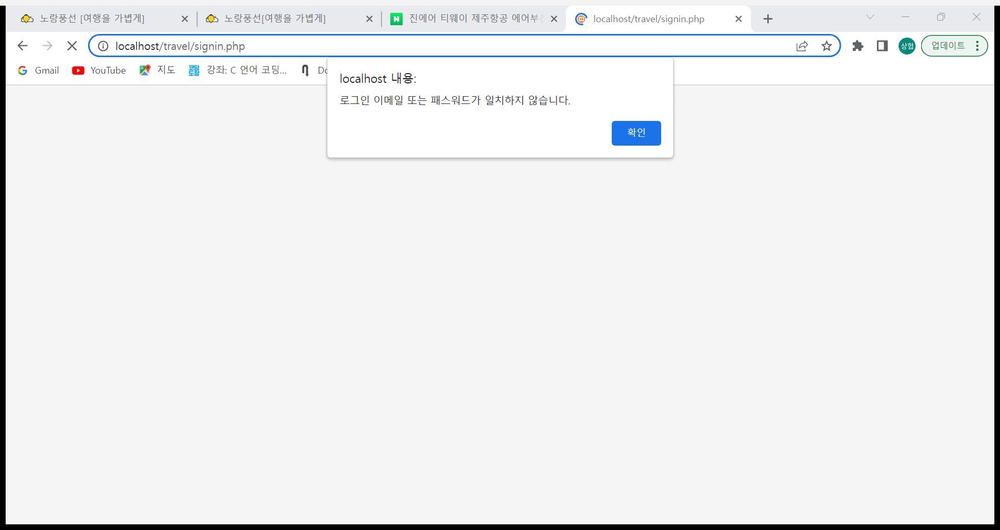 노랑풍선 [여행을 가볍게]
노랑풍선[여행을 가볍게]
진에어 티웨이 제주항공 에어부
localhost/travel/signin.php
localhost/travel/signin.php
상협
업데이트
Gmail
YouTube
지도
코딩도장
강좌: C 언어 코딩...
localhost 내용:
로그인 이메일 또는 패스워드가 일치하지 않습니다.
확인